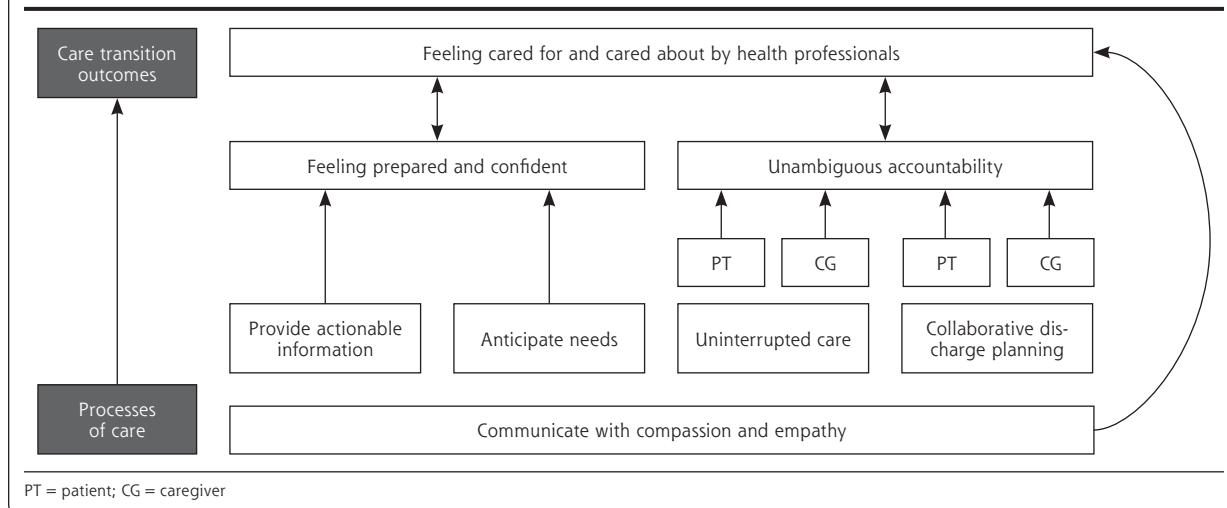 Care transition
outcomes
Feeling cared for and cared about by health professionals
Feeling prepared and confident
Unambiguous accountability
PT
CG
PT
CG
Provide actionable
information
Anticipate needs
Uninterrupted care
Collaborative dis-
charge planning
Processes
of care
Communicate with compassion and empathy
PT = patient; CG = caregiver